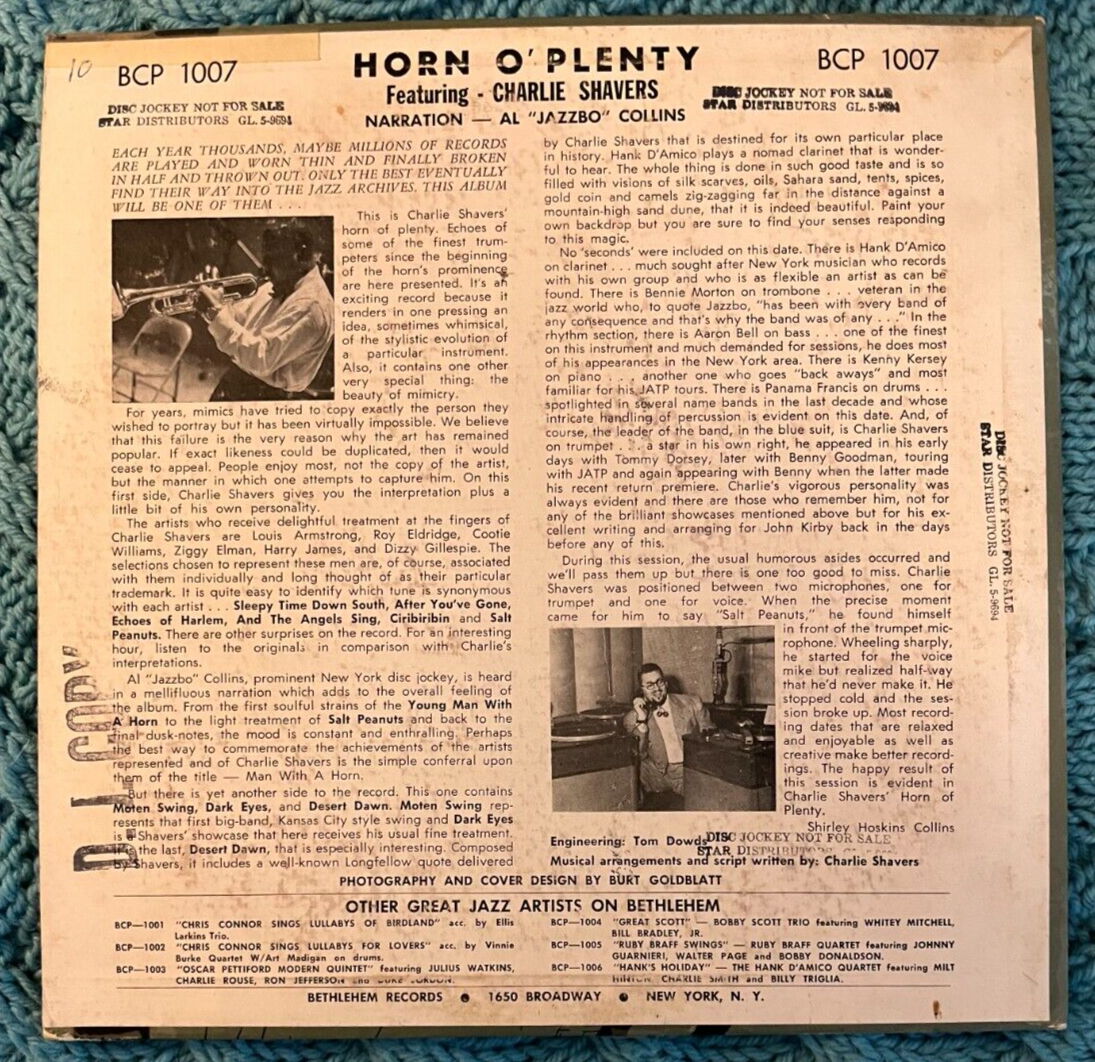 10
BCP 1007
HORN O' PLENTY
BCP 1007
Featuring - CHARLIE SHAVERS
NARRATION — AL "JAZZBO" COLLINS
DISC JOCKEY NOT FOR SALE
STAR DISTRIBUTORS GL. 5-9694
DISC JOCKEY NOT FOR SALE
STAR DISTRIBUTORS GL. 5-9694
EACH YEAR THOUSANDS, MAYBE MILLIONS OF RECORDS
ARE PLAYED AND WORN THIN AND FINALLY BROKEN
IN HALF AND THROWN OUT. ONLY THE BEST EVENTUALLY
FIND THEIR WAY INTO THE JAZZ ARCHIVES. THIS ALBUM
WILL BE ONE OF THEM . . .
This is Charlie Shavers'
horn of plenty. Echoes of
some of the finest trum-
peters since the beginning
of the horn's prominence
are here presented. It's an
exciting record because it
renders in one pressing an
idea, sometimes whimsical,
of the stylistic evolution of
a particular instrument.
Also, it contains one other
very special thing: the
beauty of mimicry.
For years, mimics have tried to copy exactly the person they
wished to portray but it has been virtually impossible. We believe
that this failure is the very reason why the art has remained
popular. If exact likeness could be duplicated, then it would
cease to appeal. People enjoy most, not the copy of the artist,
but the manner in which one attempts to capture him. On this
first side, Charlie Shavers gives you the interpretation plus a
little bit of his own personality.
The artists who receive delightful treatment at the fingers of
Charlie Shavers are Louis Armstrong, Roy Eldridge, Cootie
Williams, Ziggy Elman, Harry James, and Dizzy Gillespie. The
selections chosen to represent these men are, of course, associated
with them individually and long thought of as their particular
trademark. It is quite easy to identify which tune is synonymous
with each artist . . . Sleepy Time Down South, After You've Gone,
Echoes of Harlem, And The Angels Sing, Ciribiribin and Salt
Peanuts. There are other surprises on the record. For an interesting
hour, listen to the originals in comparison with Charlie's
interpretations.
Al "Jazzbo" Collins, prominent New York disc jockey, is heard
in a mellifluous narration which adds to the overall feeling of
the album. From the first soulful strains of the Young Man With
A Horn to the light treatment of Salt Peanuts and back to the
final dusk-notes, the mood is constant and enthralling. Perhaps
the best way to commemorate the achievements of the artists
represented and of Charlie Shavers is the simple conferral upon
them of the title — Man With A Horn.
But there is yet another side to the record. This one contains
Moten Swing, Dark Eyes, and Desert Dawn. Moten Swing rep-
resents that first big-band, Kansas City style swing and Dark Eyes
is Shavers' showcase that here receives his usual fine treatment.
the last, Desert Dawn, that is especially interesting. Composed
by Shavers, it includes a well-known Longfellow quote delivered
by Charlie Shavers that is destined for its own particular place
in history. Hank D'Amico plays a nomad clarinet that is wonder-
ful to hear. The whole thing is done in such good taste and is so
filled with visions of silk scarves, oils, Sahara sand, tents, spices,
gold coin and camels zig-zagging far in the distance against a
mountain-high sand dune, that it is indeed beautiful. Paint your
own backdrop but you are sure to find your senses responding
to this magic.
No 'seconds' were included on this date. There is Hank D'Amico
on clarinet . . . much sought after New York musician who records
with his own group and who is as flexible an artist as can be
found. There is Bennie Morton on trombone . . . veteran in the
jazz world who, to quote Jazzbo, "has been with every band of
any consequence and that's why the band was of any . . ." In the
rhythm section, there is Aaron Bell on bass . . . one of the finest
on this instrument and much demanded for sessions, he does most
of his appearances in the New York area. There is Kenny Kersey
on piano . . . another one who goes "back aways" and most
familiar for his JATP tours. There is Panama Francis on drums . . .
spotlighted in several name bands in the last decade and whose
intricate handling of percussion is evident on this date. And, of
course, the leader of the band, in the blue suit, is Charlie Shavers
on trumpet . . . a star in his own right, he appeared in his early
days with Tommy Dorsey, later with Benny Goodman, touring
with JATP and again appearing with Benny when the latter made
his recent return premiere. Charlie's vigorous personality was
always evident and there are those who remember him, not for
any of the brilliant showcases mentioned above but for his ex-
cellent writing and arranging for John Kirby back in the days
before any of this.
During this session, the usual humorous asides occurred and
we'll pass them up but there is one too good to miss. Charlie
Shavers was positioned between two microphones, one for
trumpet and one for voice. When the precise moment
came for him to say "Salt Peanuts," he found himself
in front of the trumpet mic-
rophone. Wheeling sharply,
he started for the voice
mike but realized half-way
that he'd never make it. He
stopped cold and the ses-
sion broke up. Most record-
ing dates that are relaxed
and enjoyable as well as
creative make better record-
ings. The happy result of
this session is evident in
Charlie Shavers' Horn of
Plenty.
Shirley Hoskins Collins
Engineering: Tom Dowds
DISC JOCKEY NOT FOR SALE
STAR DISTRIBUTORS
Musical arrangements and script written by: Charlie Shavers
DISC JOCKEY NOT FOR SALE
STAR DISTRIBUTORS GL. 5-9694
D J COPY
PHOTOGRAPHY AND COVER DESIGN BY BURT GOLDBLATT
OTHER GREAT JAZZ ARTISTS ON BETHLEHEM
BCP—1001 "CHRIS CONNOR SINGS LULLABYS OF BIRDLAND" acc. by Ellis
Larkins Trio.
BCP—1002 "CHRIS CONNOR SINGS LULLABYS FOR LOVERS" acc. by Vinnie
Burke Quartet W/Art Madigan on drums.
BCP—1003 "OSCAR PETTIFORD MODERN QUINTET" featuring JULIUS WATKINS,
CHARLIE ROUSE, RON JEFFERSON and DUKE JORDON.
BCP—1004 "GREAT SCOTT" — BOBBY SCOTT TRIO featuring WHITEY MITCHELL,
BILL BRADLEY, JR.
BCP—1005 "RUBY BRAFF SWINGS" — RUBY BRAFF QUARTET featuring JOHNNY
GUARNIERI, WALTER PAGE and BOBBY DONALDSON.
BCP—1006 "HANK'S HOLIDAY" — THE HANK D'AMICO QUARTET featuring MILT
HINTON, CHARLIE SMITH and BILLY TRIGLIA.
BETHLEHEM RECORDS ● 1650 BROADWAY ● NEW YORK, N. Y.